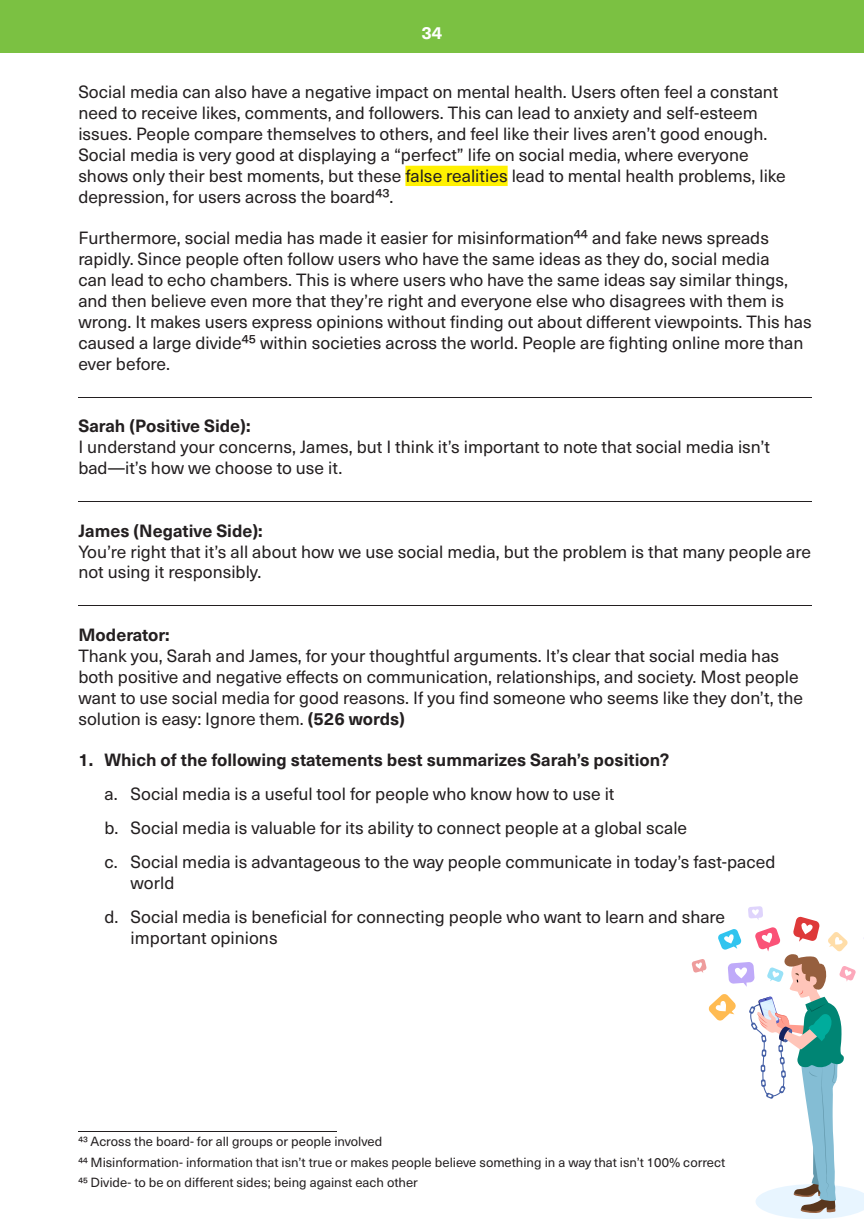 34
Social media can also have a negative impact on mental health. Users often feel a constant
need to receive likes, comments, and followers. This can lead to anxiety and self-esteem
issues. People compare themselves to others, and feel like their lives aren’t good enough.
Social media is very good at displaying a “perfect” life on social media, where everyone
shows only their best moments, but these false realities lead to mental health problems, like
depression, for users across the board⁴³.
Furthermore, social media has made it easier for misinformation⁴⁴ and fake news spreads
rapidly. Since people often follow users who have the same ideas as they do, social media
can lead to echo chambers. This is where users who have the same ideas say similar things,
and then believe even more that they’re right and everyone else who disagrees with them is
wrong. It makes users express opinions without finding out about different viewpoints. This has
caused a large divide⁴⁵ within societies across the world. People are fighting online more than
ever before.
Sarah (Positive Side):
I understand your concerns, James, but I think it’s important to note that social media isn’t
bad—it’s how we choose to use it.
James (Negative Side):
You’re right that it’s all about how we use social media, but the problem is that many people are
not using it responsibly.
Moderator:
Thank you, Sarah and James, for your thoughtful arguments. It’s clear that social media has
both positive and negative effects on communication, relationships, and society. Most people
want to use social media for good reasons. If you find someone who seems like they don’t, the
solution is easy: Ignore them. (526 words)
1. Which of the following statements best summarizes Sarah’s position?
a. Social media is a useful tool for people who know how to use it
b. Social media is valuable for its ability to connect people at a global scale
c. Social media is advantageous to the way people communicate in today’s fast-paced
world
d. Social media is beneficial for connecting people who want to learn and share
important opinions
⁴³ Across the board- for all groups or people involved
⁴⁴ Misinformation- information that isn’t true or makes people believe something in a way that isn’t 100% correct
⁴⁵ Divide- to be on different sides; being against each other